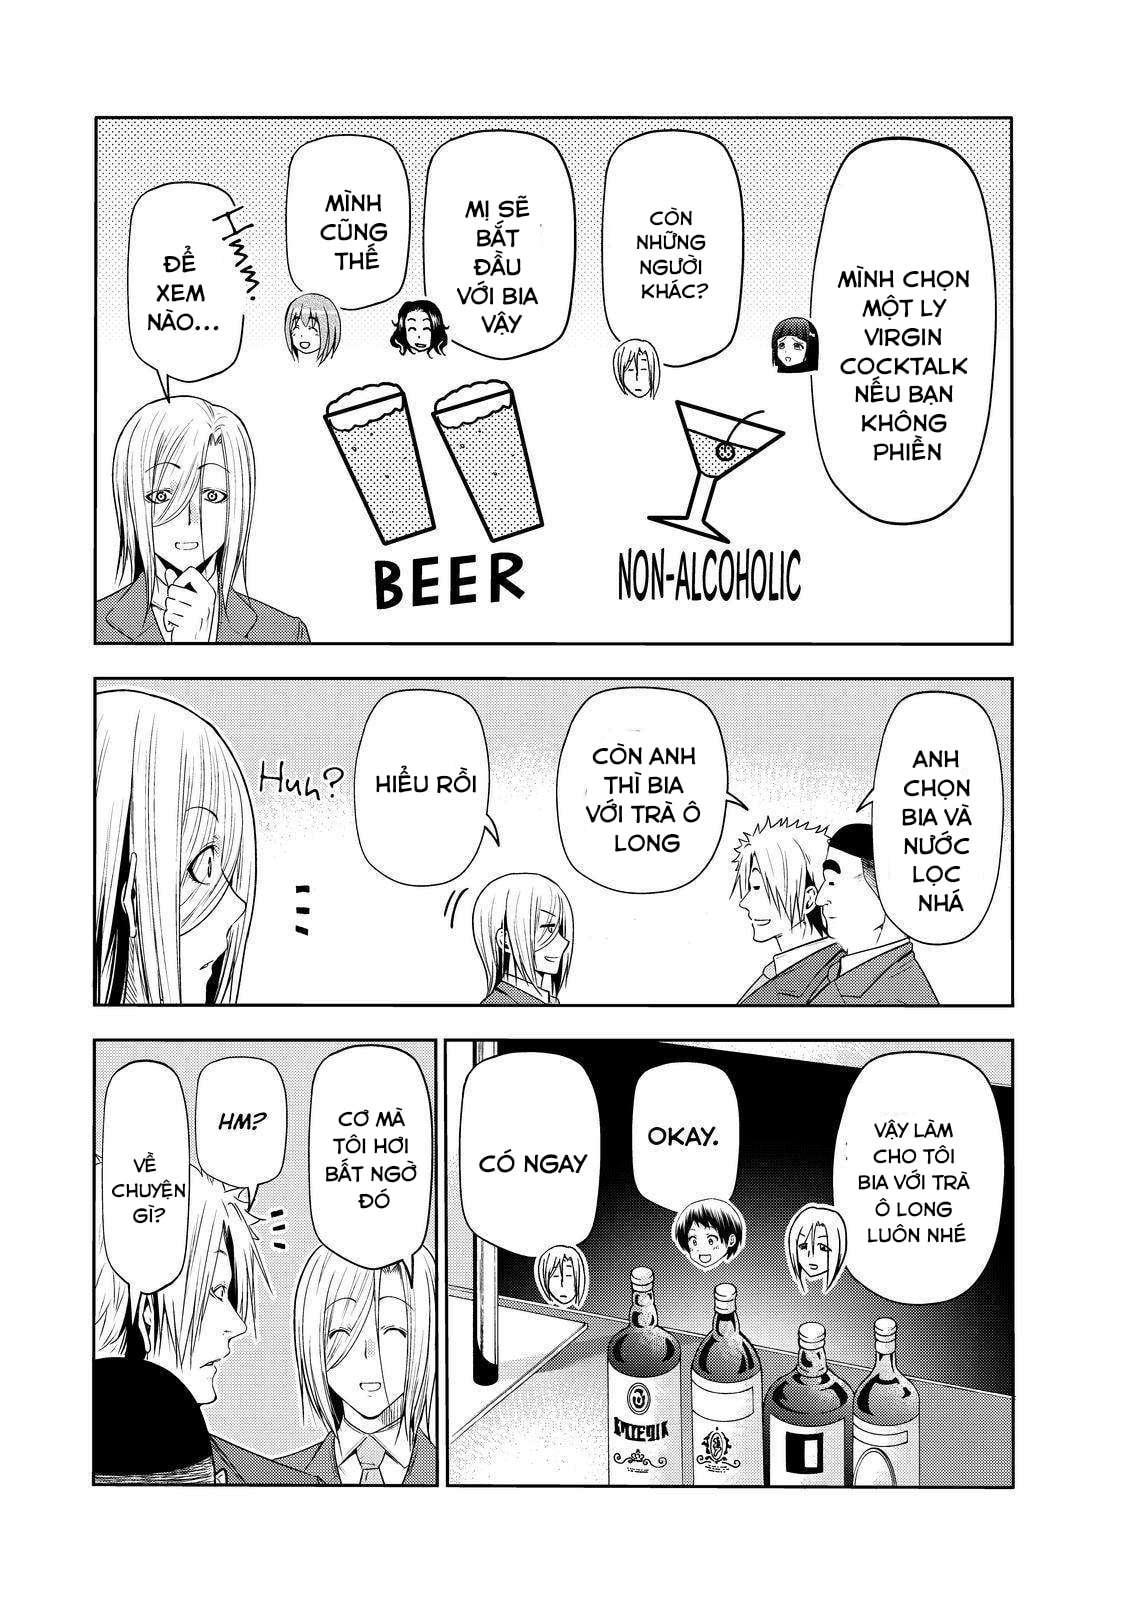 MÌNH CHỌN
MỘT LY
VIRGIN
COCKTALK
NẾU BẠN
KHÔNG
PHIỀN
CÒN
NHỮNG
NGƯỜI
KHÁC?
MỊ SẼ
BẮT
ĐẦU
VỚI BIA
VẬY
MÌNH
CŨNG
THẾ
Hmm.
ĐỂ
XEM
NÀO...
BEER
NON-ALCOHOLIC
ANH
CHỌN
BIA VÀ
NƯỚC
LỌC
NHÁ
CÒN ANH
THÌ BIA
VỚI TRÀ Ô
LONG
HIỂU RỒI
Huh?
VẬY LÀM
CHO TÔI
BIA VỚI TRÀ
Ô LONG
LUÔN NHÉ
OKAY.
CÓ NGAY
CƠ MÀ
TÔI HƠI
BẤT NGỜ
ĐÓ
HM?
VỀ
CHUYỆN
GÌ?